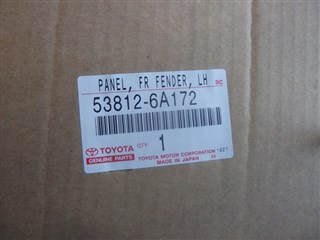 PANEL, FR FENDER, LH
53812-6A172
TOYOTA QTY: 1
GENUINE PARTS TOYOTA MOTOR CORPORATION
MADE IN JAPAN